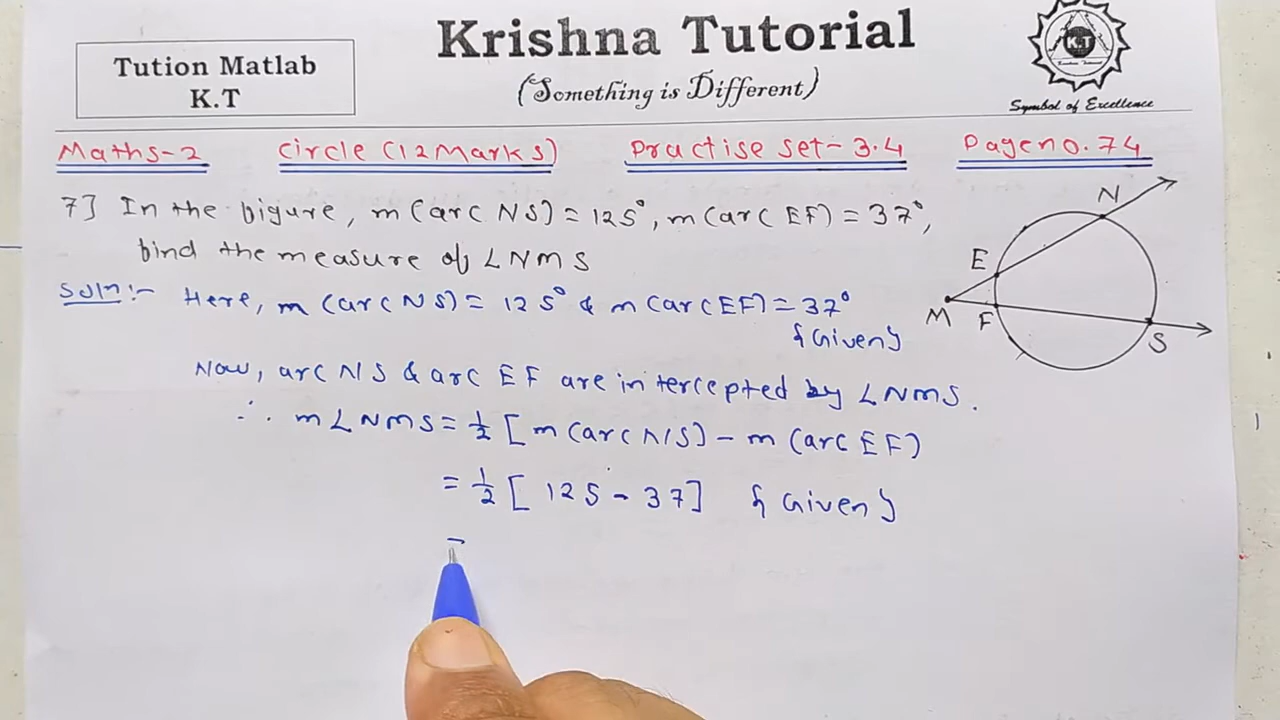 Krishna Tutorial
(Something is Different)
Tution Matlab
K.T
K.T
Symbol of Excellence
Maths-2 Circle (12 Marks) Practise Set-3.4 Page no. 74
7] In the figure, m(arc NS) = 125°, m(arc EF) = 37°,
find the measure of ∠NMS
Soln:- Here, m(arc NS) = 125° & m(arc EF) = 37°
{Given}
Now, arc NS & arc EF are intercepted by ∠NMS.
∴ m∠NMS = 1/2 [m(arc NS) - m(arc EF)
= 1/2 [125 - 37] {Given}
=
N
E
M F
S